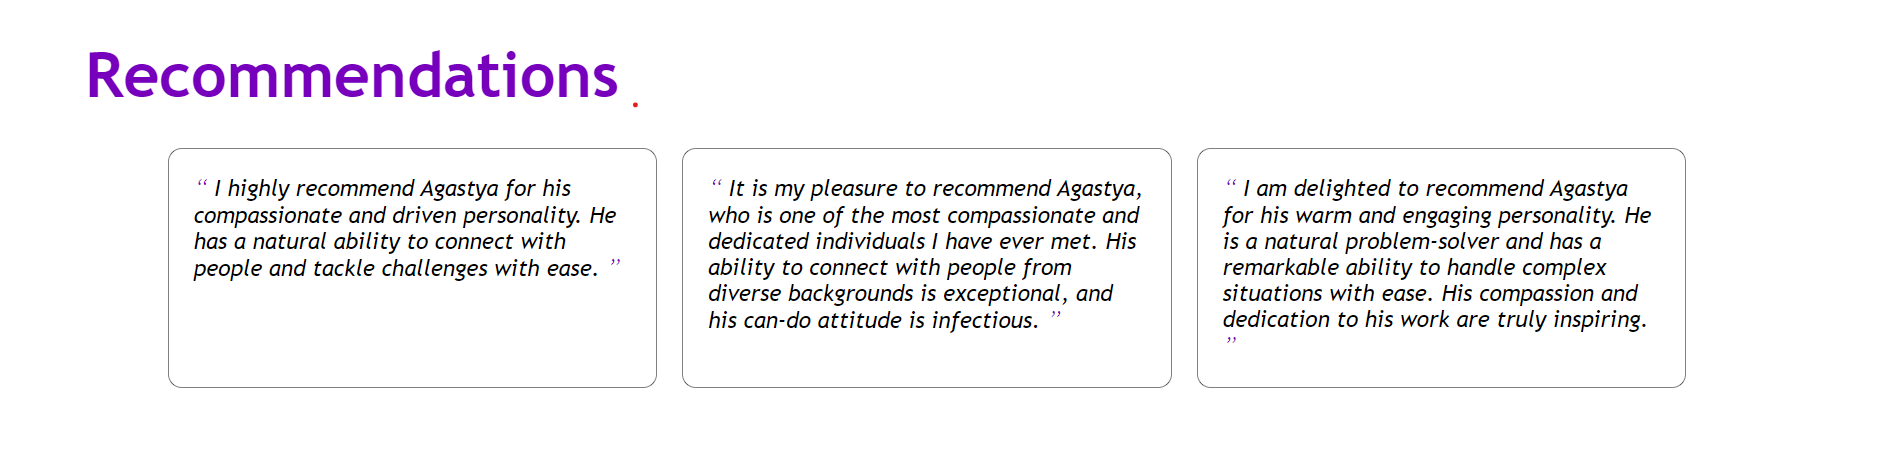 Recommendations .
“ I highly recommend Agastya for his
compassionate and driven personality. He
has a natural ability to connect with
people and tackle challenges with ease. ”
“ It is my pleasure to recommend Agastya,
who is one of the most compassionate and
dedicated individuals I have ever met. His
ability to connect with people from
diverse backgrounds is exceptional, and
his can-do attitude is infectious. ”
“ I am delighted to recommend Agastya
for his warm and engaging personality. He
is a natural problem-solver and has a
remarkable ability to handle complex
situations with ease. His compassion and
dedication to his work are truly inspiring.
”